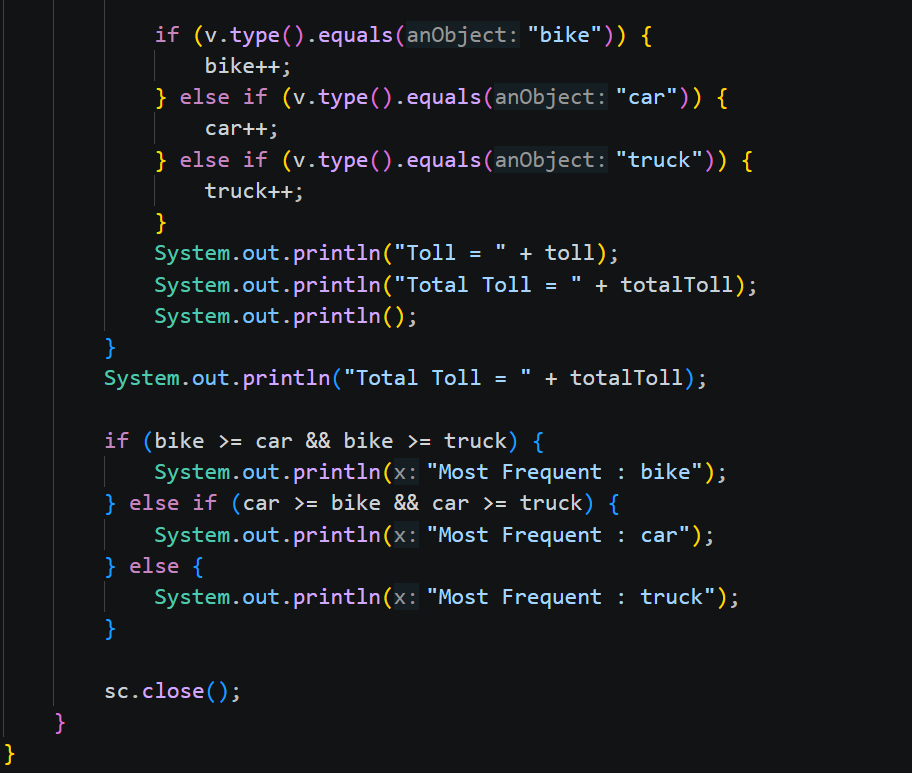 if (v.type().equals(anObject: "bike")) {
bike++;
} else if (v.type().equals(anObject: "car")) {
car++;
} else if (v.type().equals(anObject: "truck")) {
truck++;
}
System.out.println("Toll = " + toll);
System.out.println("Total Toll = " + totalToll);
System.out.println();
}
System.out.println("Total Toll = " + totalToll);
if (bike >= car && bike >= truck) {
System.out.println(x: "Most Frequent : bike");
} else if (car >= bike && car >= truck) {
System.out.println(x: "Most Frequent : car");
} else {
System.out.println(x: "Most Frequent : truck");
}
sc.close();
}
}